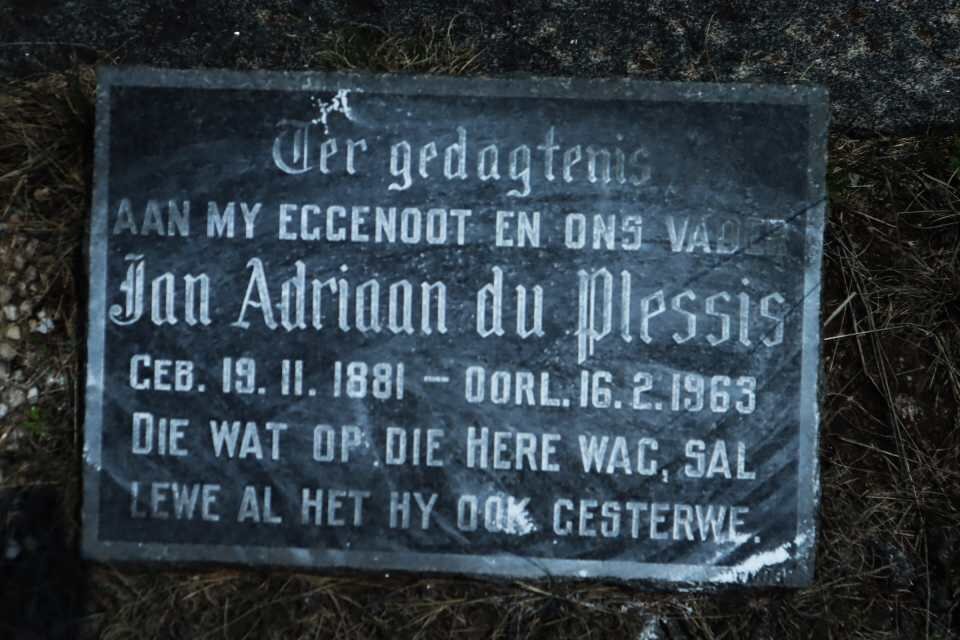 Ter gedagtenis
AAN MY EGGENOOT EN ONS VADER
Jan Adriaan du Plessis
GEB. 19.11.1881 – OORL. 16.2.1963
DIE WAT OP DIE HERE WAG, SAL
LEWE AL HET HY OOK GESTERWE.